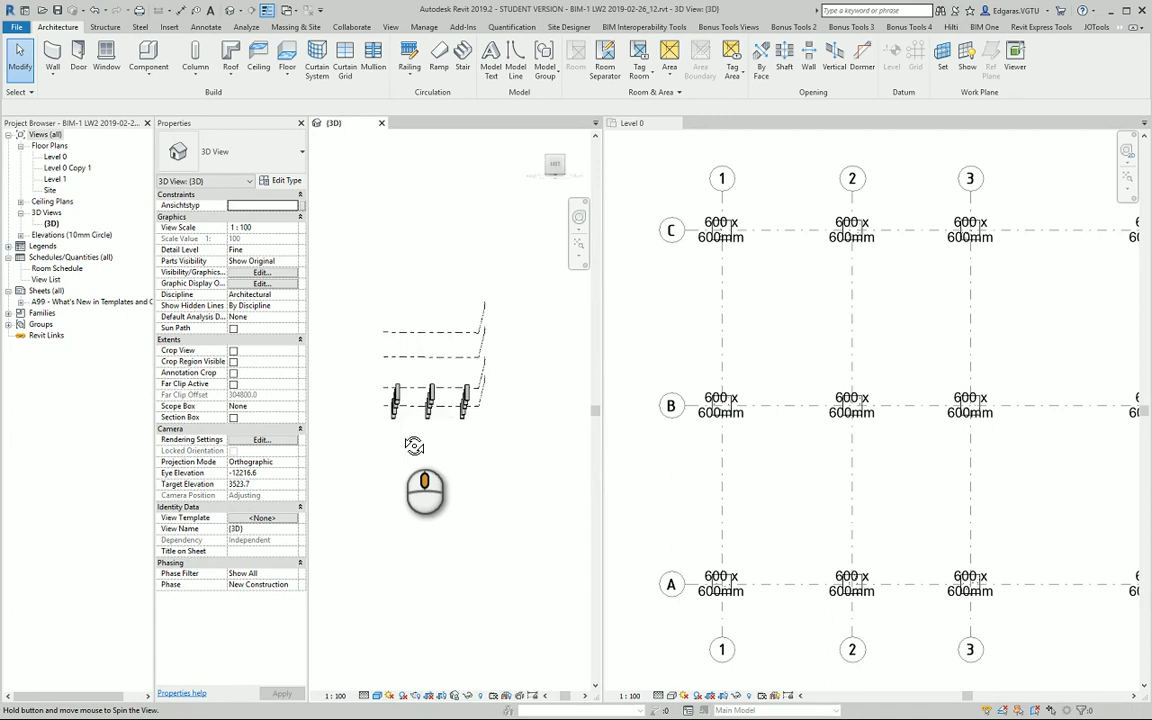 Autodesk Revit 2019.2 - STUDENT VERSION - BIM-1 LW2 2019-02-26_12.rvt - 3D View: {3D}
Type a keyword or phrase
Edgaras.VGTU
File Architecture Structure Steel Systems Insert Annotate Analyze Massing & Site Collaborate View Manage Add-Ins Quantification Site Designer BIM Interoperability Tools Bonus Tools Views Bonus Tools 2 Bonus Tools 3 Hilti BIM One Revit Express Tools JOTools
Modify Wall Door Window Component Column Roof Ceiling Floor Curtain System Curtain Grid Mullion Railing Ramp Stair Model Text Model Line Model Group Room Room Separator Tag Room Area Area Boundary Tag Area By Face Shaft Wall Vertical Dormer Level Grid Set Show Ref Plane Viewer
Select Build Circulation Model Room & Area Opening Datum Work Plane
Project Browser - BIM-1 LW2 2019-02-2...
Views (all)
Floor Plans
Level 0
Level 0 Copy 1
Level 1
Site
Ceiling Plans
3D Views
{3D}
Elevations (10mm Circle)
Legends
Schedules/Quantities (all)
Room Schedule
View List
Sheets (all)
A99 - What's New in Templates and C
Families
Groups
Revit Links
Properties
3D View
3D View: {3D}
Edit Type
Constraints
Ansichtstyp
Graphics
View Scale 1 : 100
Scale Value 1: 100
Detail Level Fine
Parts Visibility Show Original
Visibility/Graphics... Edit...
Graphic Display O... Edit...
Discipline Architectural
Show Hidden Lines By Discipline
Default Analysis D... None
Sun Path
Extents
Crop View
Crop Region Visible
Annotation Crop
Far Clip Active
Far Clip Offset 304800.0
Scope Box None
Section Box
Camera
Rendering Settings Edit...
Locked Orientation
Projection Mode Orthographic
Eye Elevation -12216.6
Target Elevation 3523.7
Camera Position Adjusting
Identity Data
View Template <None>
View Name {3D}
Dependency Independent
Title on Sheet
Phasing
Phase Filter Show All
Phase New Construction
Properties help
Apply
{3D}
1 : 100
Level 0
1 2 3
C
600 x 600mm
600 x 600mm
600 x 600mm
60
B
600 x 600mm
600 x 600mm
600 x 600mm
60
A
600 x 600mm
600 x 600mm
600 x 600mm
60
1 2 3
1 : 100
Hold button and move mouse to Spin the View.
:0
Main Model
:0